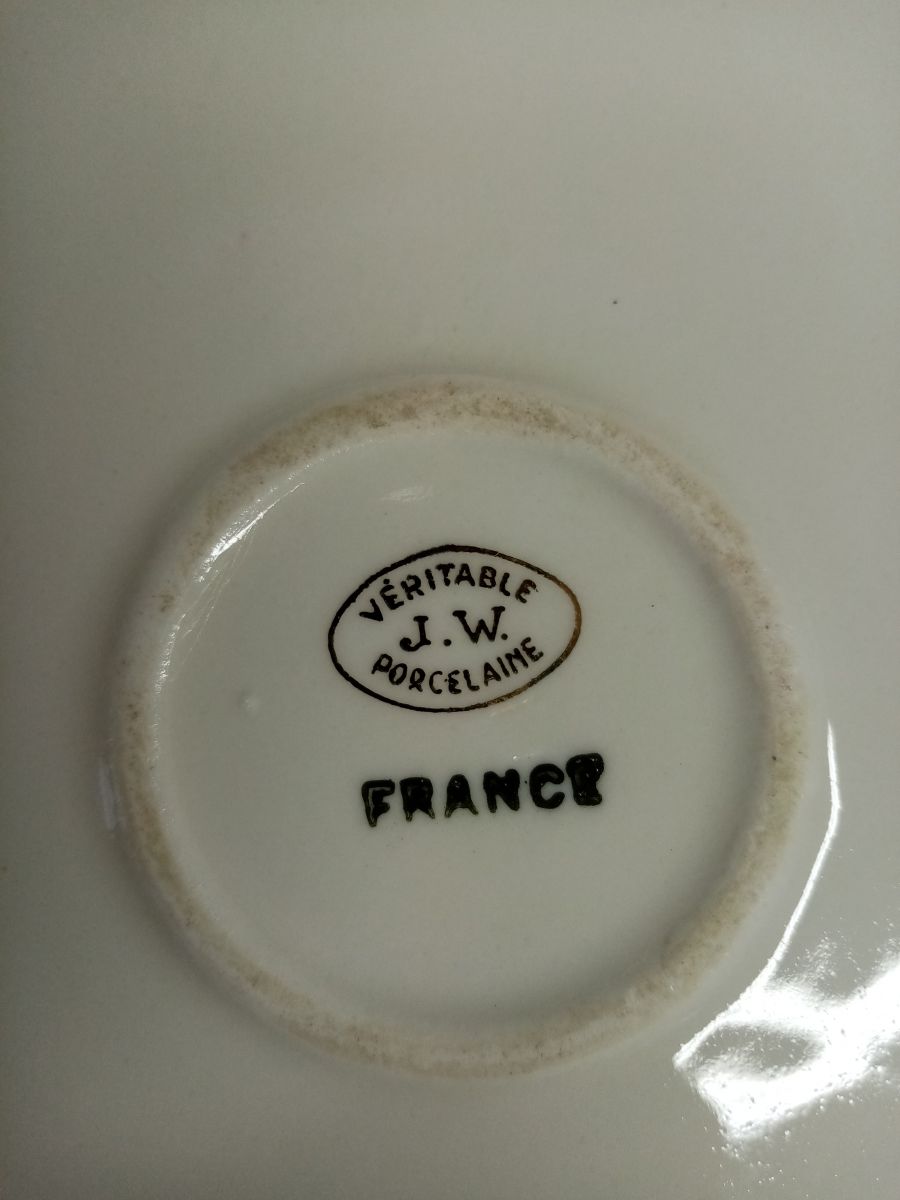 VÉRITABLE
J.W.
PORCELAINE
FRANCE